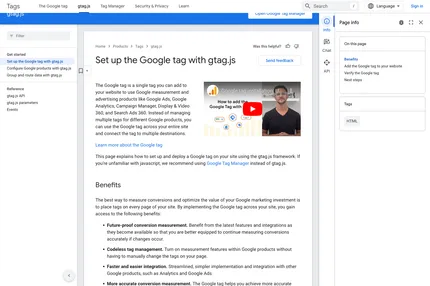 Tags
The Google tag
gtag.js
Tag Manager
Security & Privacy
Learn
Search
/
Language
Sign in
gtag.js
Open Google Tag Manager
Filter
Get started
Set up the Google tag with gtag.js
Configure Google products with gtag.js
Group and route data with gtag.js
Reference
gtag.js API
gtag.js parameters
Events
Home > Products > Tags > gtag.js
Was this helpful?
Set up the Google tag with gtag.js
Send feedback
The Google tag is a single tag you can add to
your website to use Google measurement and
advertising products like Google Ads, Google
Analytics, Campaign Manager, Display & Video
360, and Search Ads 360. Instead of managing
multiple tags for different Google products, you
can use the Google tag across your entire site
and connect the tag to multiple destinations.
How to add the
Google tag
Learn more about the Google tag
This page explains how to set up and deploy a Google tag on your site using the gtag.js framework. If
you're unfamiliar with javascript, we recommend using Google Tag Manager instead of gtag.js.
Benefits
The best way to measure conversions and optimize the value of your Google marketing investment
is to place tags on every page of your site. By implementing the Google tag across your site, you gain
access to the following benefits:
• Future-proof conversion measurement. Benefit from the latest features and integrations as
they become available so that you are better equipped to continue measuring conversions
accurately if changes occur.
• Codeless tag management. Turn on measurement features within Google products without
having to manually change the tags on your page.
• Faster and easier integration. Streamlined, simpler implementation and integration with other
Google products, such as Analytics and Google Ads.
• More accurate conversion measurement. The Google tag helps you achieve more accurate
Info
Chat
API
Page info
On this page
Benefits
Add the Google tag to your website
Verify the Google tag
Next steps
Tags
HTML